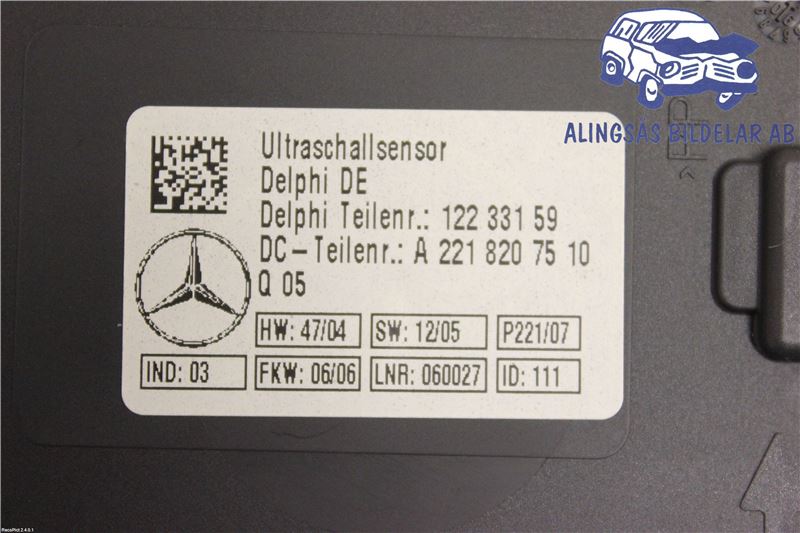 ALINGSÅS BILDELAR AB
Ultraschallsensor
Delphi DE
Delphi Teilenr.: 122 331 59
DC-Teilenr.: A 221 820 75 10
Q 05
HW: 47/04 SW: 12/05 P221/07
IND: 03 FKW: 06/06 LNR: 060027 ID: 111